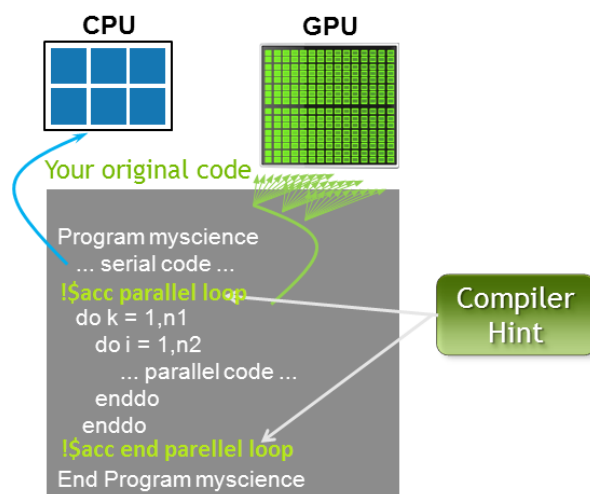 CPU
GPU
Your original code
Program myscience
... serial code ...
!$acc parallel loop
do k = 1,n1
do i = 1,n2
... parallel code ...
enddo
enddo
!$acc end parellel loop
End Program myscience
Compiler
Hint